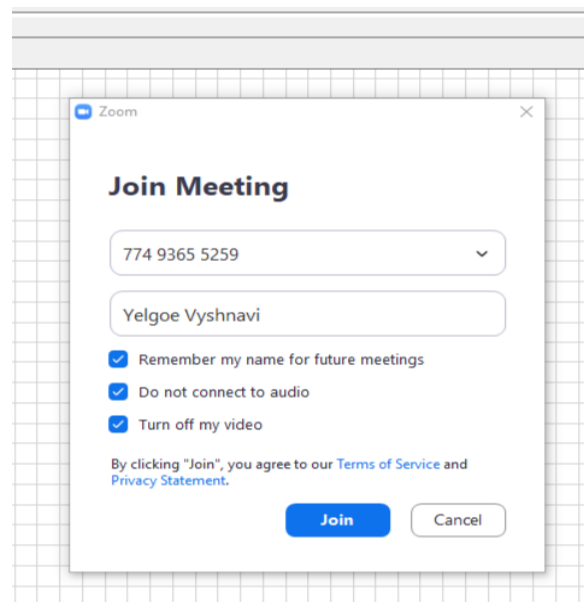 Zoom
Join Meeting
774 9365 5259
Yelgoe Vyshnavi
Remember my name for future meetings
Do not connect to audio
Turn off my video
By clicking "Join", you agree to our Terms of Service and
Privacy Statement.
Join Cancel